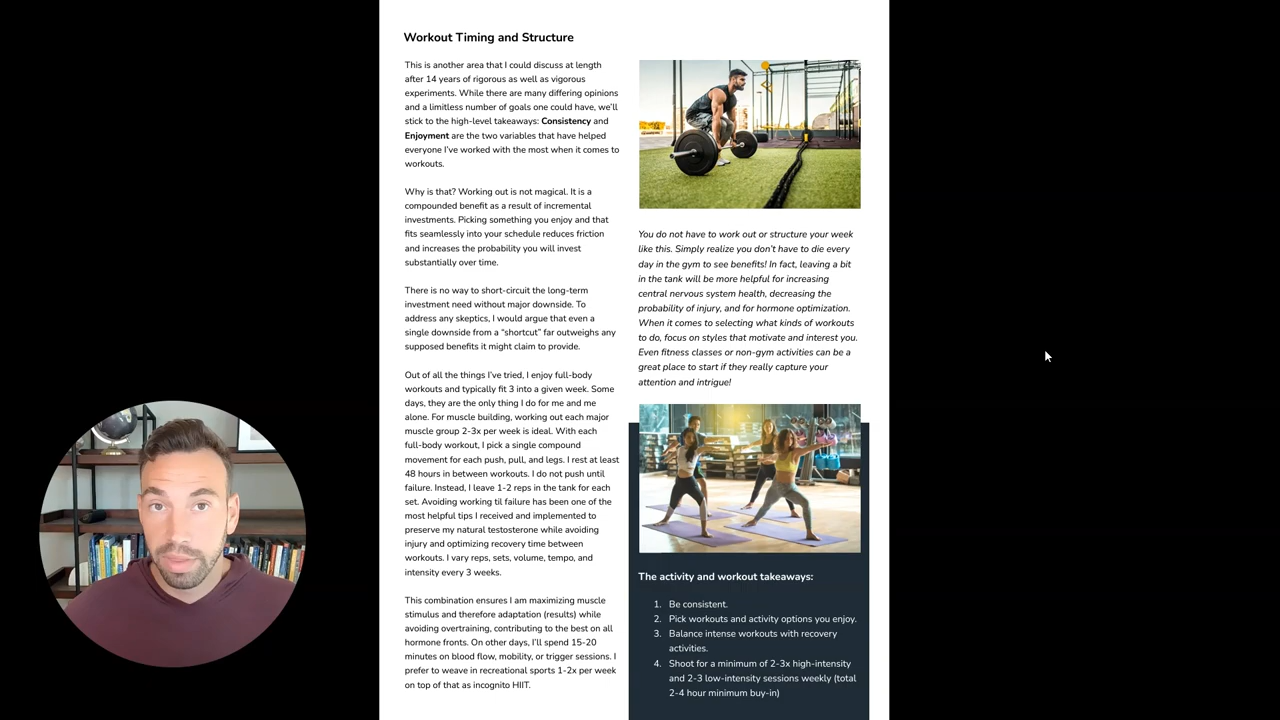 Workout Timing and Structure
This is another area that I could discuss at length
after 14 years of rigorous as well as vigorous
experiments. While there are many differing opinions
and a limitless number of goals one could have, we'll
stick to the high-level takeaways: Consistency and
Enjoyment are the two variables that have helped
everyone I've worked with the most when it comes to
workouts.
Why is that? Working out is not magical. It is a
compounded benefit as a result of incremental
investments. Picking something you enjoy and that
fits seamlessly into your schedule reduces friction
and increases the probability you will invest
substantially over time.
There is no way to short-circuit the long-term
investment need without major downside. To
address any skeptics, I would argue that even a
single downside from a "shortcut" far outweighs any
supposed benefits it might claim to provide.
Out of all the things I've tried, I enjoy full-body
workouts and typically fit 3 into a given week. Some
days, they are the only thing I do for me and me
alone. For muscle building, working out each major
muscle group 2-3x per week is ideal. With each
full-body workout, I pick a single compound
movement for each push, pull, and legs. I rest at least
48 hours in between workouts. I do not push until
failure. Instead, I leave 1-2 reps in the tank for each
set. Avoiding working til failure has been one of the
most helpful tips I received and implemented to
preserve my natural testosterone while avoiding
injury and optimizing recovery time between
workouts. I vary reps, sets, volume, tempo, and
intensity every 3 weeks.
This combination ensures I am maximizing muscle
stimulus and therefore adaptation (results) while
avoiding overtraining, contributing to the best on all
hormone fronts. On other days, I'll spend 15-20
minutes on blood flow, mobility, or trigger sessions. I
prefer to weave in recreational sports 1-2x per week
on top of that as incognito HIIT.
You do not have to work out or structure your week
like this. Simply realize you don't have to die every
day in the gym to see benefits! In fact, leaving a bit
in the tank will be more helpful for increasing
central nervous system health, decreasing the
probability of injury, and for hormone optimization.
When it comes to selecting what kinds of workouts
to do, focus on styles that motivate and interest you.
Even fitness classes or non-gym activities can be a
great place to start if they really capture your
attention and intrigue!
The activity and workout takeaways:
1. Be consistent.
2. Pick workouts and activity options you enjoy.
3. Balance intense workouts with recovery
activities.
4. Shoot for a minimum of 2-3x high-intensity
and 2-3 low-intensity sessions weekly (total
2-4 hour minimum buy-in)